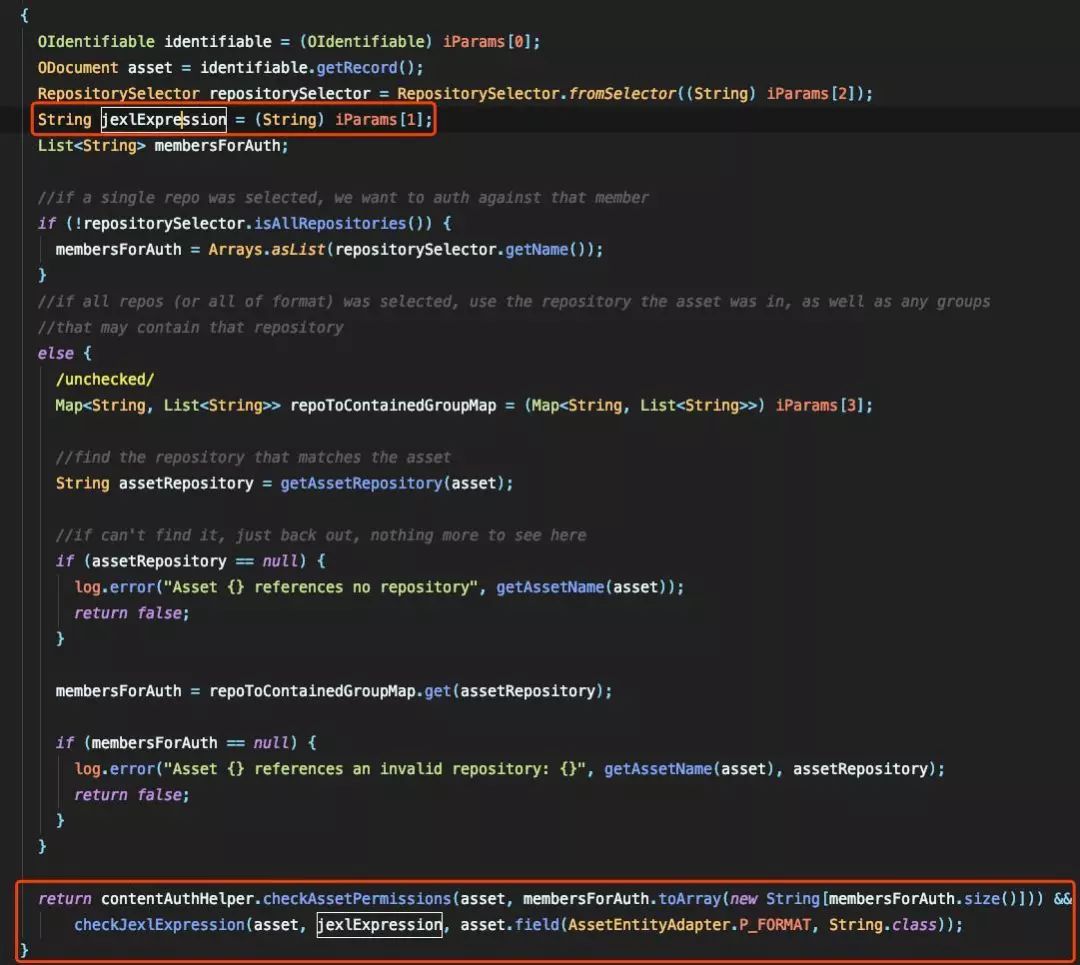 {
OIdentifiable identifiable = (OIdentifiable) iParams[0];
ODocument asset = identifiable.getRecord();
RepositorySelector repositorySelector = RepositorySelector.fromSelector((String) iParams[2]);
String jexlExpression = (String) iParams[1];
List<String> membersForAuth;
//if a single repo was selected, we want to auth against that member
if (!repositorySelector.isAllRepositories()) {
membersForAuth = Arrays.asList(repositorySelector.getName());
}
//if all repos (or all of format) was selected, use the repository the asset was in, as well as any groups
//that may contain that repository
else {
/unchecked/
Map<String, List<String>> repoToContainedGroupMap = (Map<String, List<String>>) iParams[3];
//find the repository that matches the asset
String assetRepository = getAssetRepository(asset);
//if can't find it, just back out, nothing more to see here
if (assetRepository == null) {
log.error("Asset {} references no repository", getAssetName(asset));
return false;
}
membersForAuth = repoToContainedGroupMap.get(assetRepository);
if (membersForAuth == null) {
log.error("Asset {} references an invalid repository: {}", getAssetName(asset), assetRepository);
return false;
}
}
return contentAuthHelper.checkAssetPermissions(asset, membersForAuth.toArray(new String[membersForAuth.size()])) &&
checkJexlExpression(asset, jexlExpression, asset.field(AssetEntityAdapter.P_FORMAT, String.class));
}